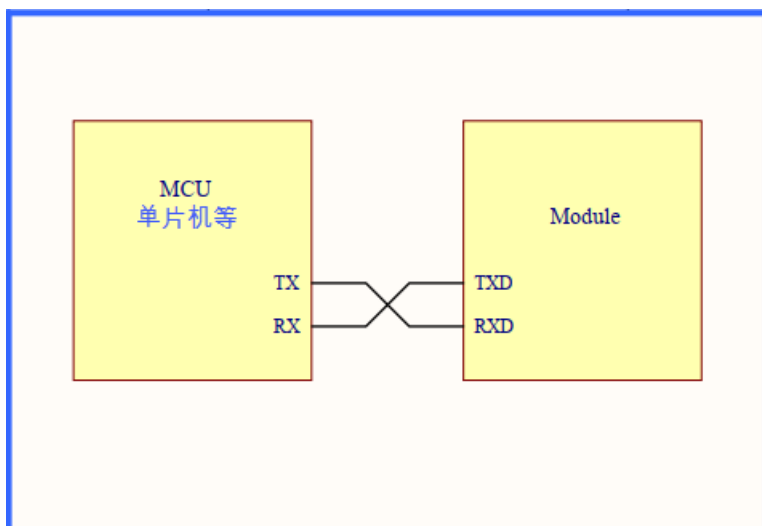 MCU
单片机等
Module
TX
TXD
RX
RXD